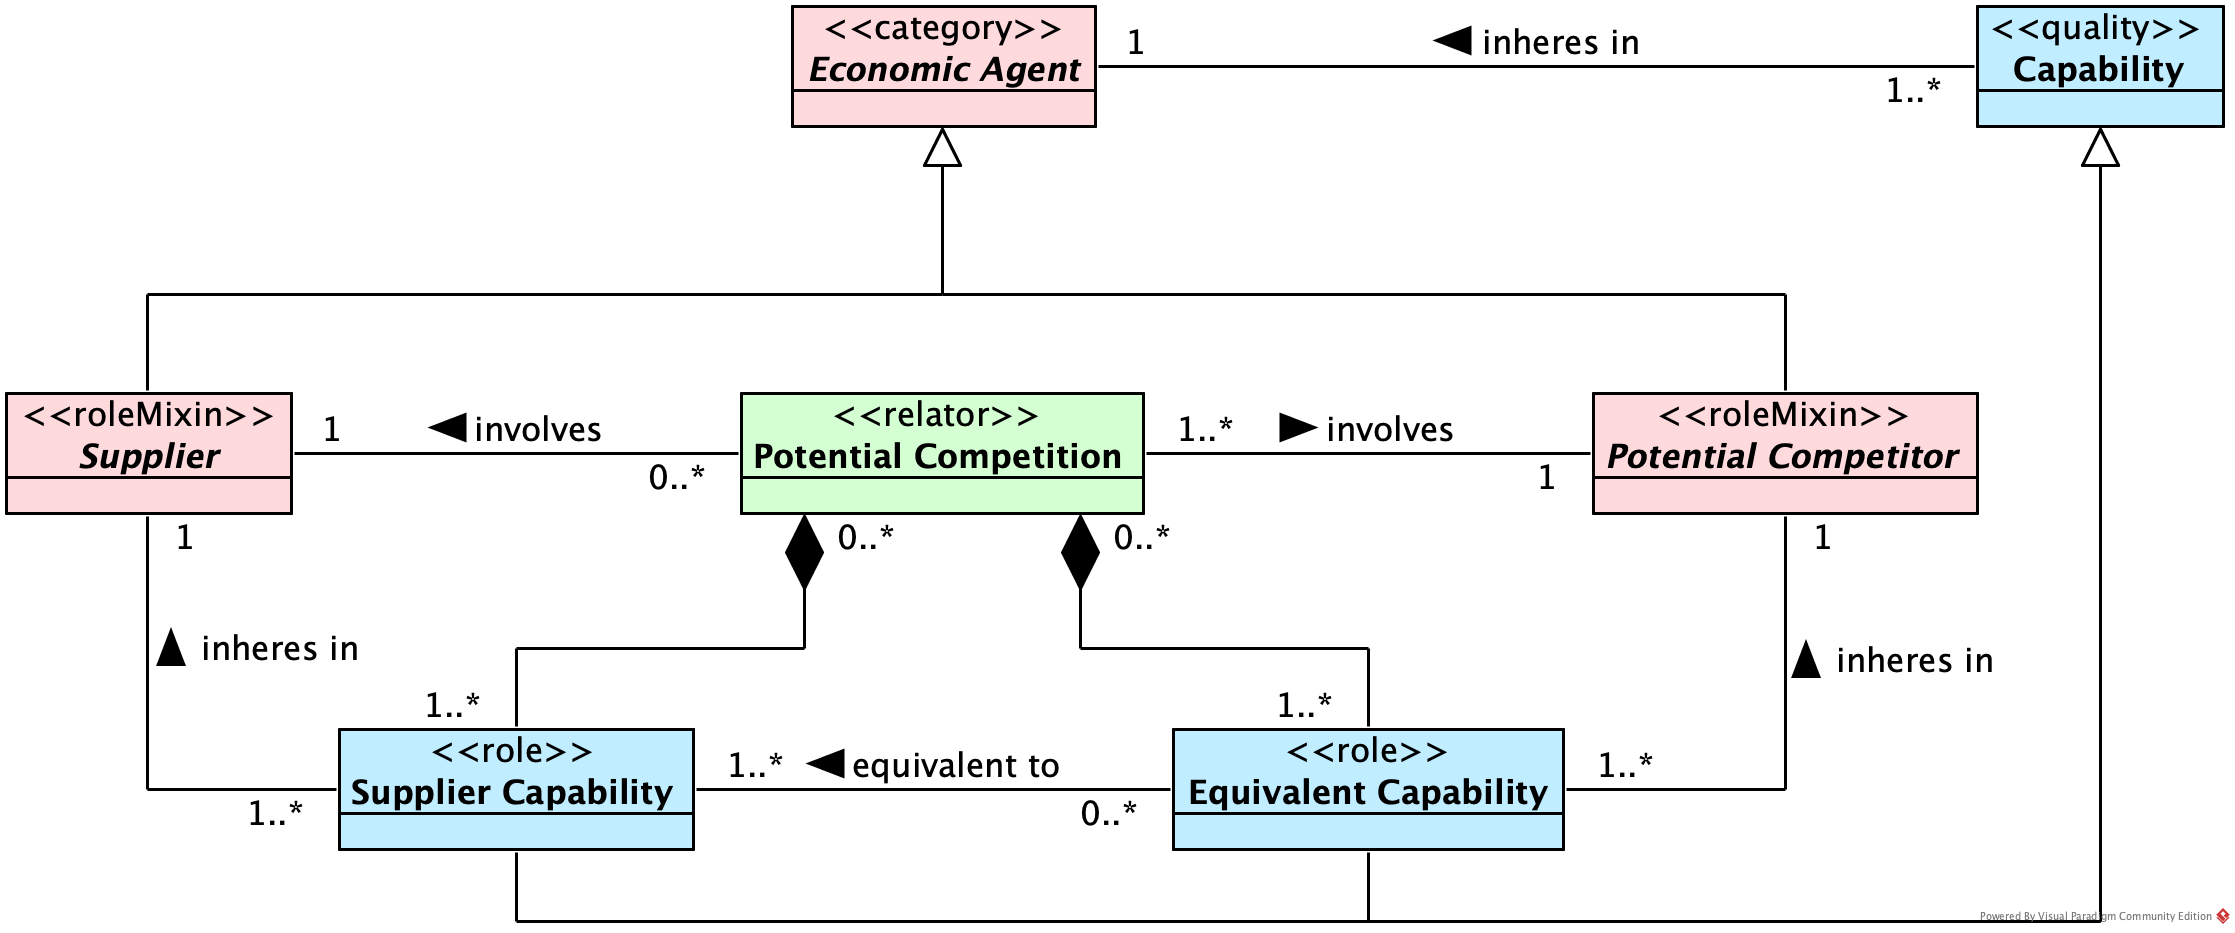 <<category>>
Economic Agent
1
◀ inheres in
1..*
<<quality>>
Capability
<<roleMixin>>
Supplier
1
◀ involves
0..*
<<relator>>
Potential Competition
1..*
▶ involves
1
<<roleMixin>>
Potential Competitor
1
0..*
0..*
1
▲ inheres in
▲ inheres in
1..*
1..*
1..*
<<role>>
Supplier Capability
1..*
◀ equivalent to
0..*
<<role>>
Equivalent Capability
1..*
Powered By Visual Paradigm Community Edition